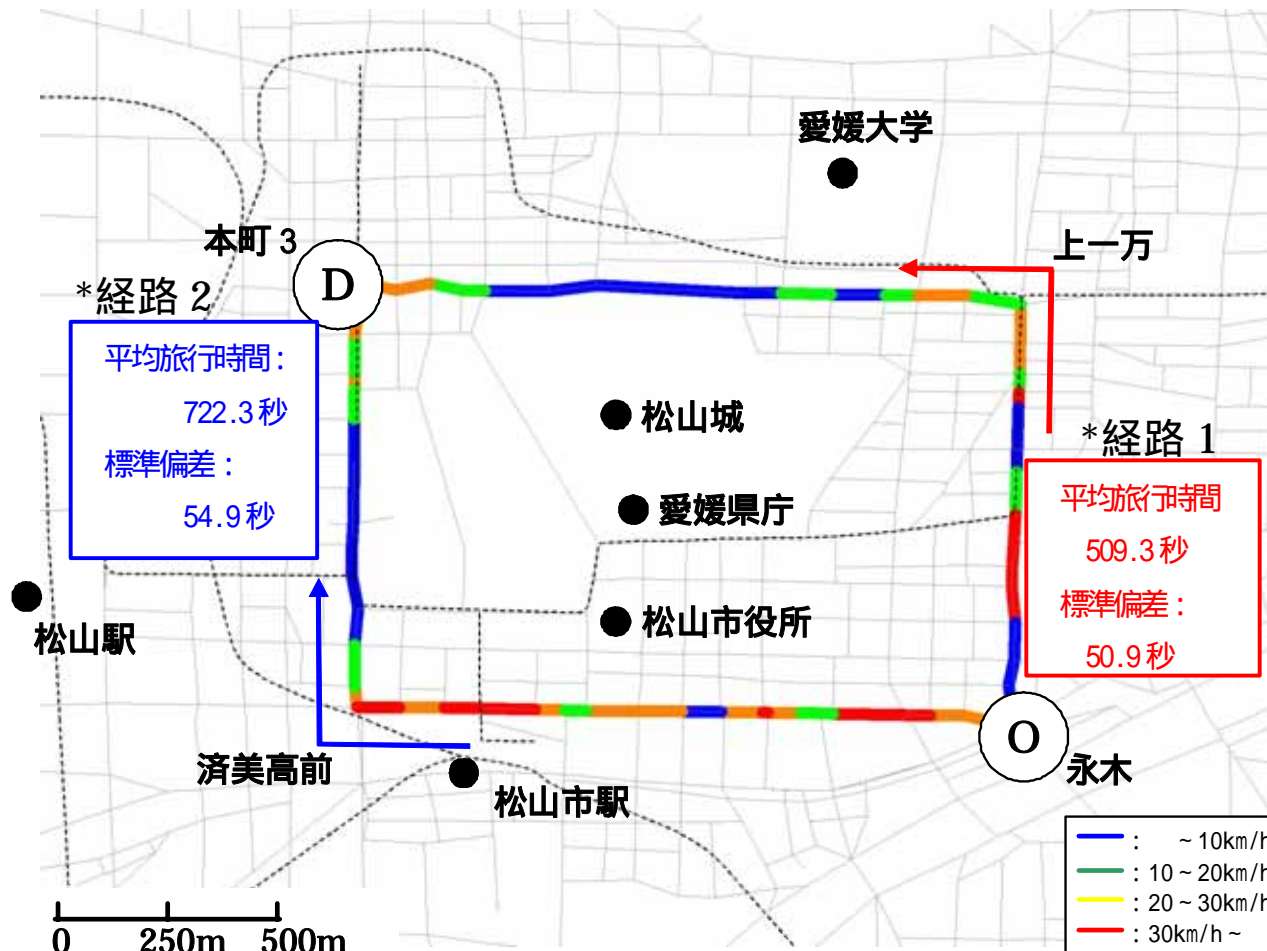 愛媛大学
本町 3
上一万
D
*経路 2
平均旅行時間：
722.3 秒
標準偏差：
54.9 秒
松山城
*経路 1
平均旅行時間
509.3 秒
標準偏差：
50.9 秒
愛媛県庁
松山市役所
松山駅
O
済美高前
永木
松山市駅
： ~ 10km/h
：10 ~ 20km/h
：20 ~ 30km/h
：30km/h ~
0 250m 500m